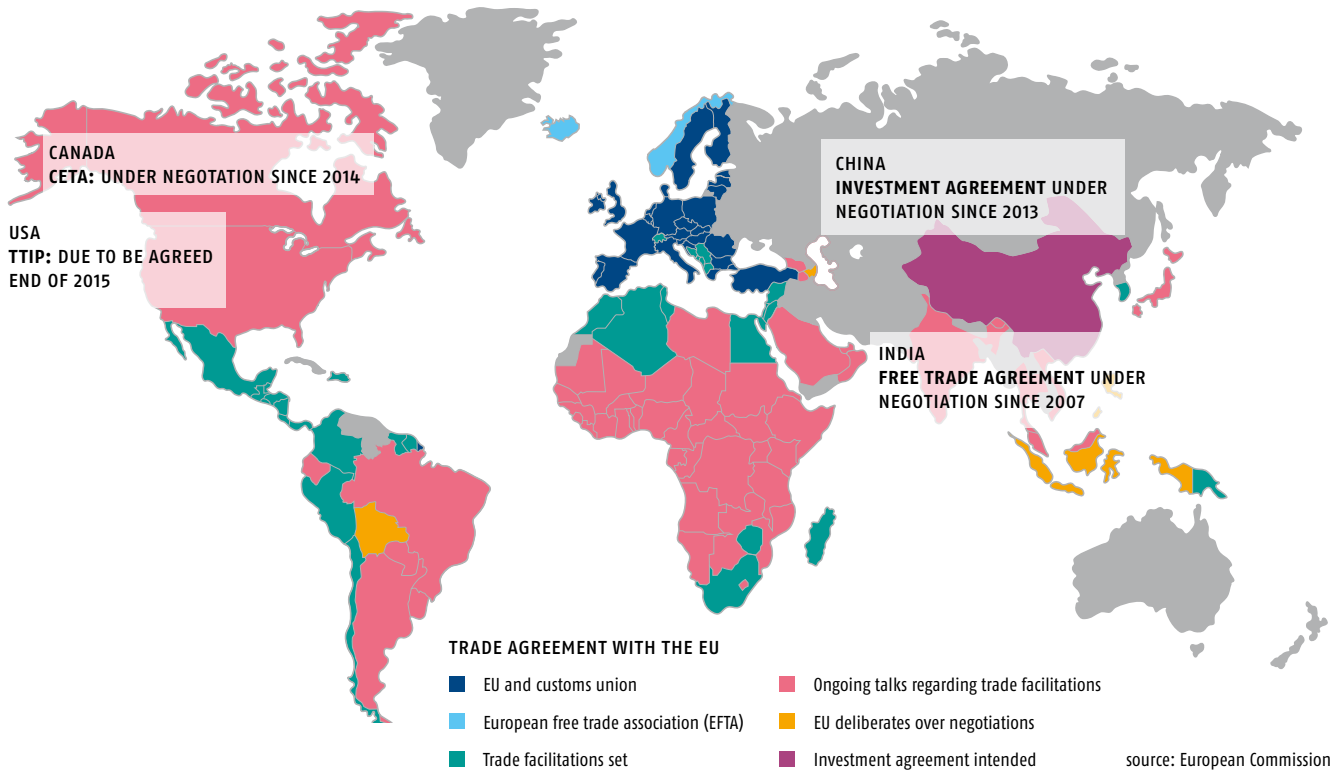 CANADA
CETA: UNDER NEGOTATION SINCE 2014
USA
TTIP: DUE TO BE AGREED
END OF 2015
CHINA
INVESTMENT AGREEMENT UNDER
NEGOTIATION SINCE 2013
INDIA
FREE TRADE AGREEMENT UNDER
NEGOTIATION SINCE 2007
TRADE AGREEMENT WITH THE EU
EU and customs union
European free trade association (EFTA)
Trade facilitations set
Ongoing talks regarding trade facilitations
EU deliberates over negotiations
Investment agreement intended
source: European Commission